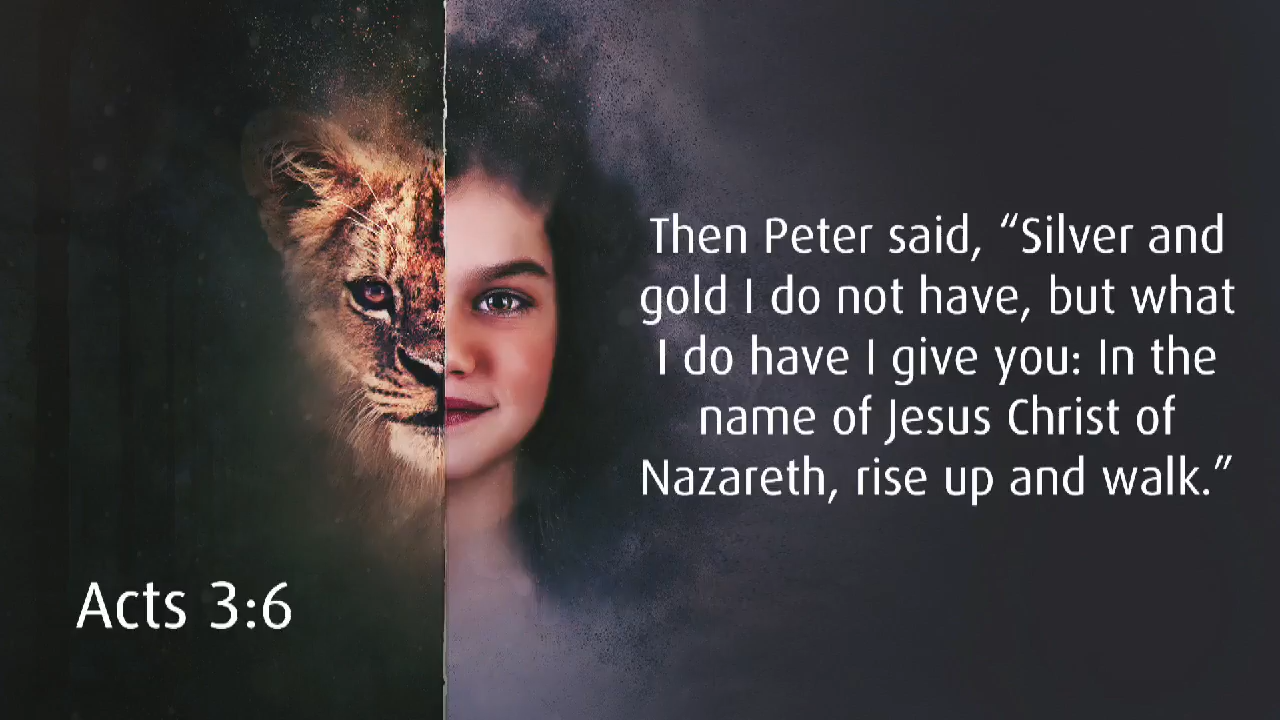 Then Peter said, “Silver and
gold I do not have, but what
I do have I give you: In the
name of Jesus Christ of
Nazareth, rise up and walk.”
Acts 3:6